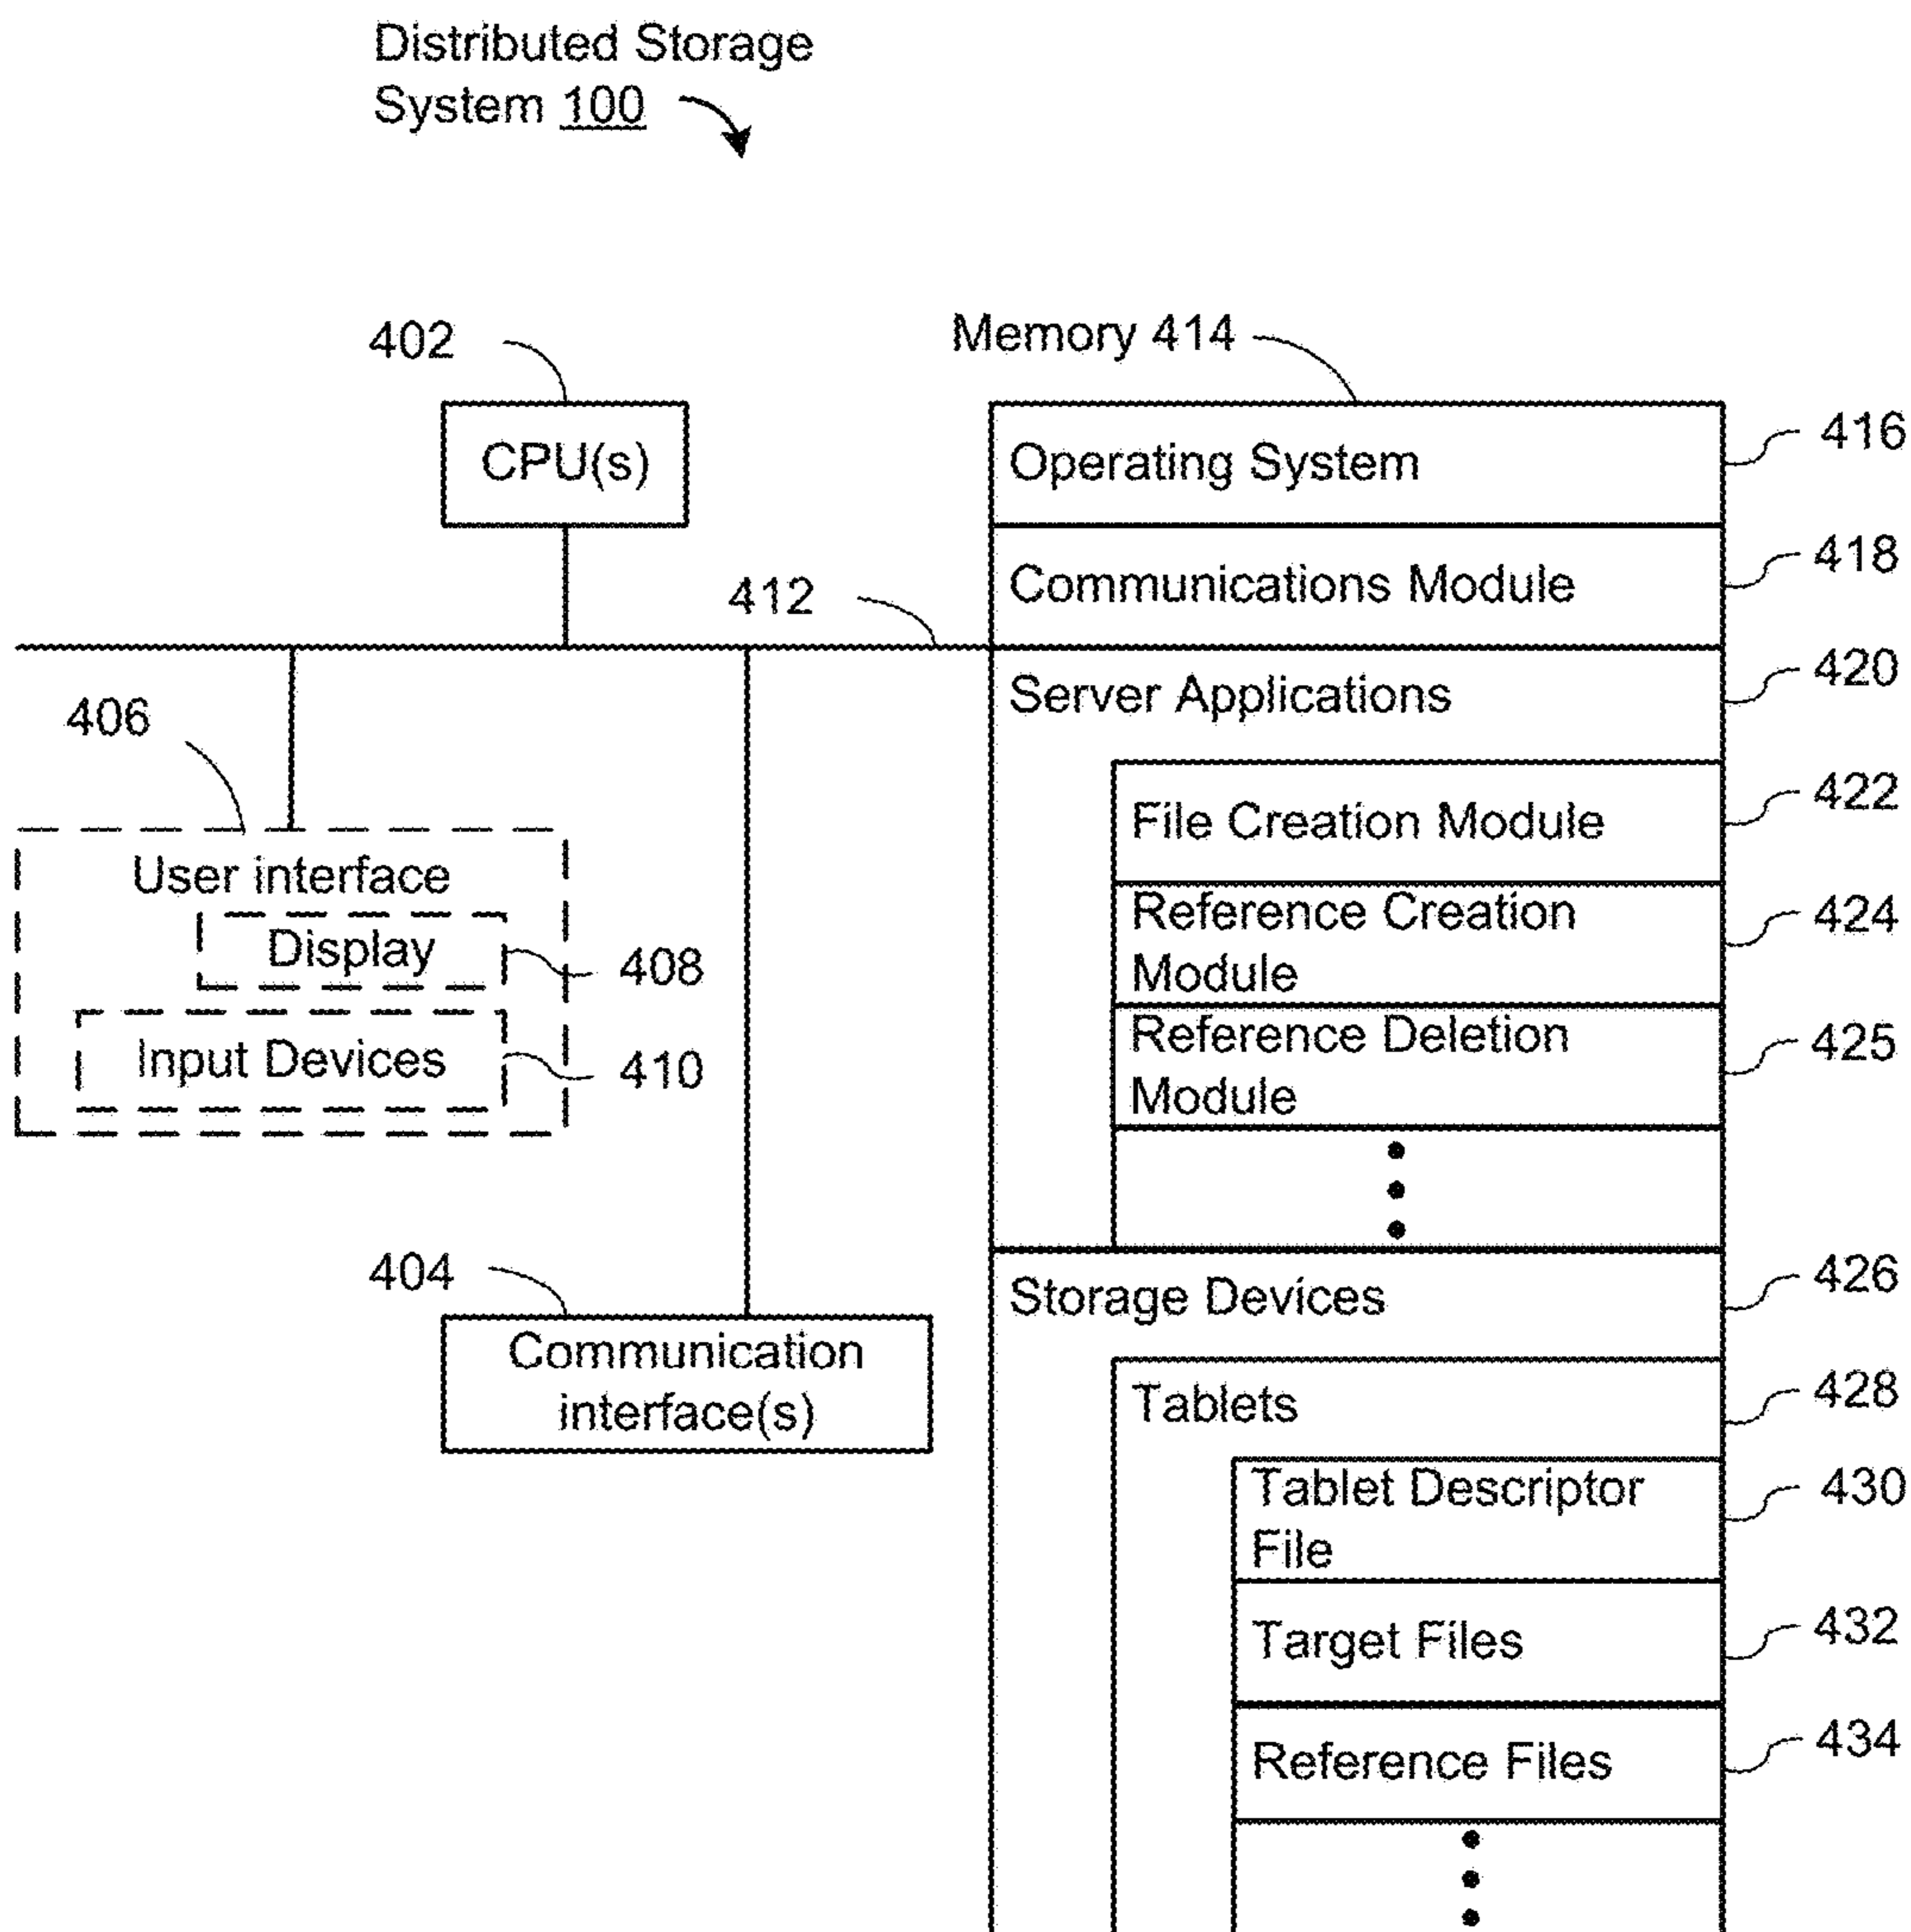 Distributed Storage
System 100
402
Memory 414
CPU(s)
Operating System
416
Communications Module
418
412
Server Applications
420
406
File Creation Module
422
User interface
Display
408
Input Devices
410
Reference Creation
Module
424
Reference Deletion
Module
425
404
Communication
interface(s)
Storage Devices
426
Tablets
428
Tablet Descriptor
File
430
Target Files
432
Reference Files
434